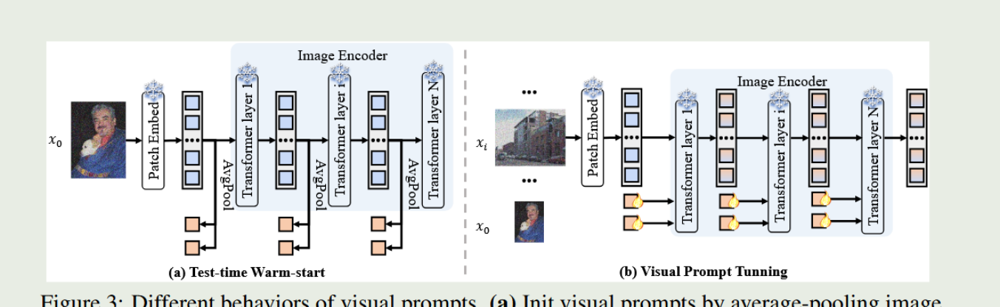 Image Encoder
x₀
Patch Embed
...
AvgPool
Transformer layer 1
...
AvgPool
Transformer layer i
...
AvgPool
Transformer layer N
(a) Test-time Warm-start
Image Encoder
...
xᵢ
...
x₀
Patch Embed
...
Transformer layer 1
...
Transformer layer i
...
Transformer layer N
...
(b) Visual Prompt Tunning
Figure 3: Different behaviors of visual prompts. (a) Init visual prompts by average-pooling image